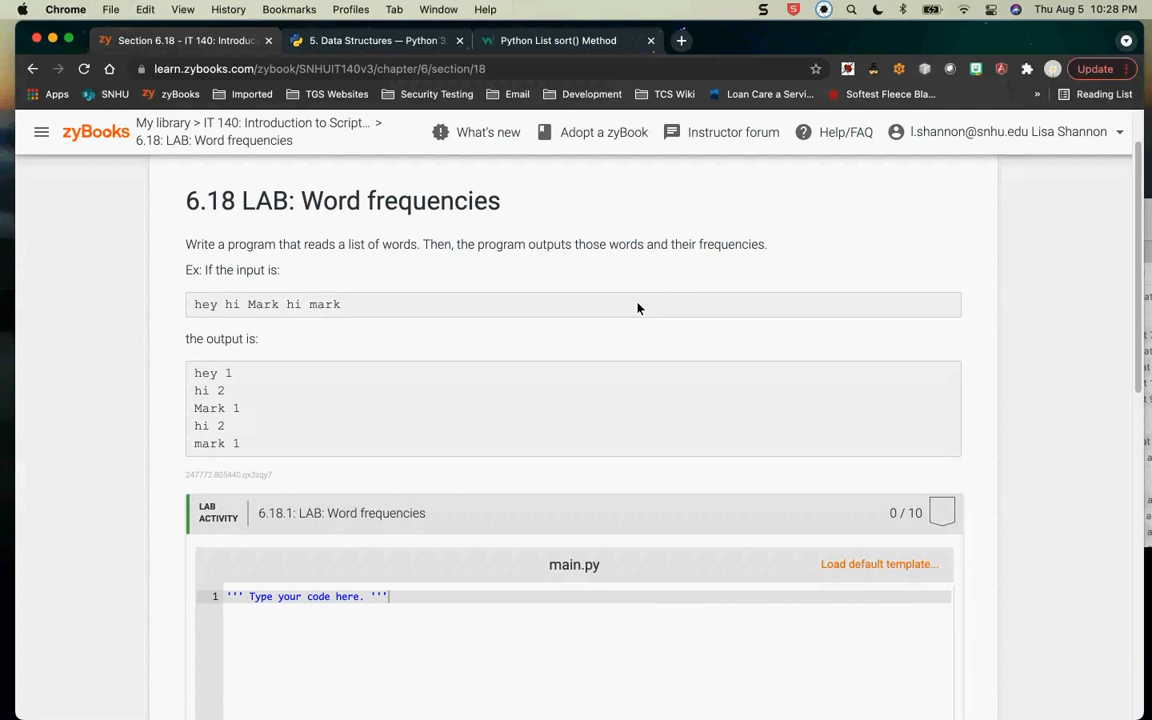 Chrome File Edit View History Bookmarks Profiles Tab Window Help Thu Aug 5 10:28 PM
Section 6.18 - IT 140: Introduc 5. Data Structures — Python 3. Python List sort() Method
learn.zybooks.com/zybook/SNHUIT140v3/chapter/6/section/18 Update
Apps SNHU zyBooks Imported TGS Websites Security Testing Email Development TCS Wiki Loan Care a Servi... Softest Fleece Bla... » Reading List
zyBooks My library > IT 140: Introduction to Script... >
6.18: LAB: Word frequencies
What's new Adopt a zyBook Instructor forum Help/FAQ l.shannon@snhu.edu Lisa Shannon
6.18 LAB: Word frequencies
Write a program that reads a list of words. Then, the program outputs those words and their frequencies.
Ex: If the input is:
hey hi Mark hi mark
the output is:
hey 1
hi 2
Mark 1
hi 2
mark 1
247772.805440.qx3zqy7
LAB
ACTIVITY
6.18.1: LAB: Word frequencies 0 / 10
main.py Load default template...
1 ''' Type your code here. '''